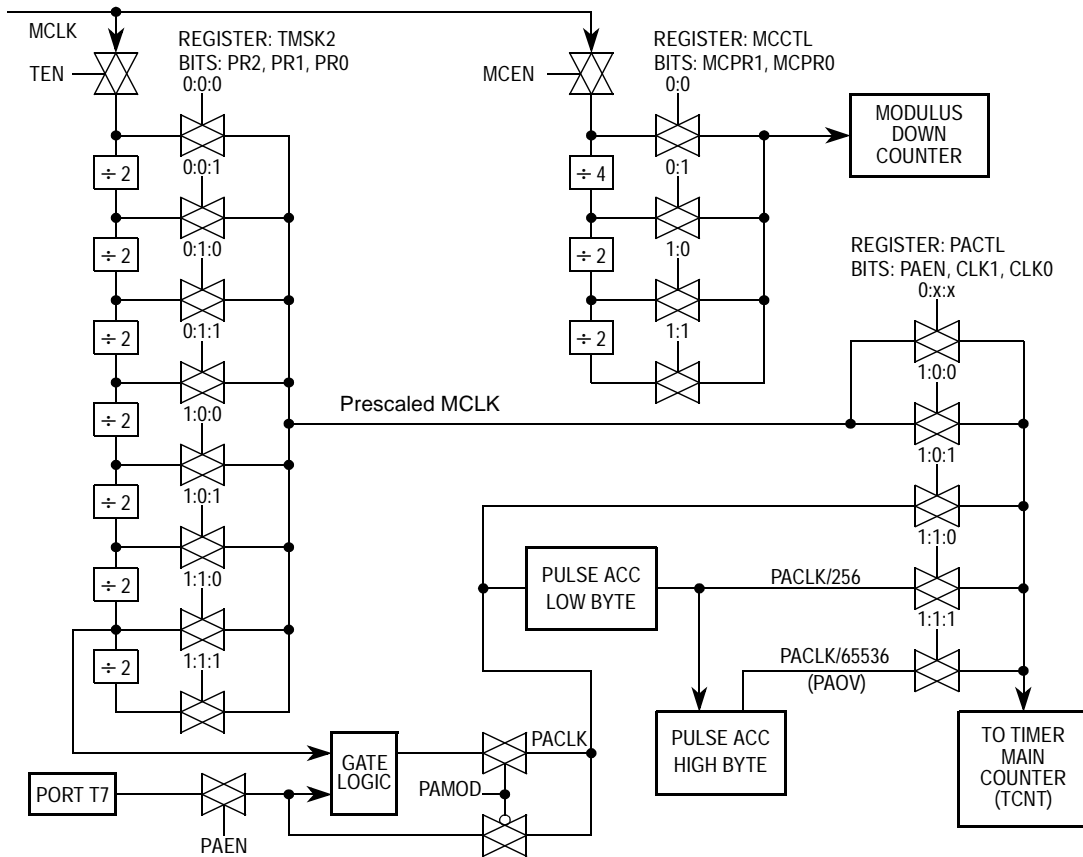 MCLK
TEN
REGISTER: TMSK2
BITS: PR2, PR1, PR0
0:0:0
÷ 2
0:0:1
÷ 2
0:1:0
÷ 2
0:1:1
÷ 2
1:0:0
÷ 2
1:0:1
÷ 2
1:1:0
÷ 2
1:1:1
MCEN
REGISTER: MCCTL
BITS: MCPR1, MCPR0
0:0
÷ 4
0:1
÷ 2
1:0
÷ 2
1:1
MODULUS
DOWN
COUNTER
REGISTER: PACTL
BITS: PAEN, CLK1, CLK0
0:x:x
1:0:0
1:0:1
1:1:0
1:1:1
Prescaled MCLK
PULSE ACC
LOW BYTE
PACLK/256
PACLK/65536
(PAOV)
PULSE ACC
HIGH BYTE
TO TIMER
MAIN
COUNTER
(TCNT)
PORT T7
PAEN
GATE
LOGIC
PACLK
PAMOD